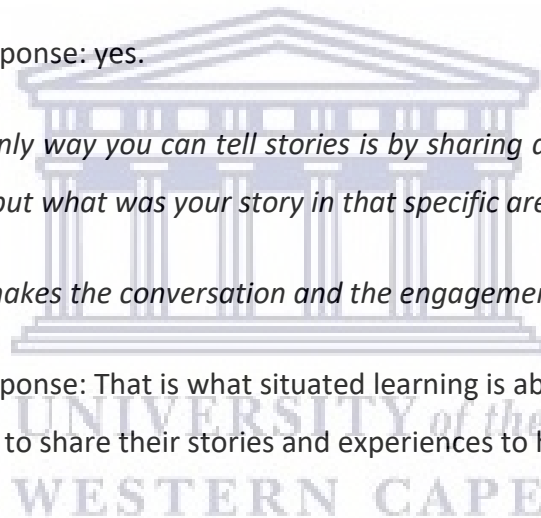 ponse: yes.
nly way you can tell stories is by sharing
out what was your story in that specific are
makes the conversation and the engagemen
ponse: That is what situated learning is ab
UNIVERSITY of the
to share their stories and experiences to h
WESTERN CAPE